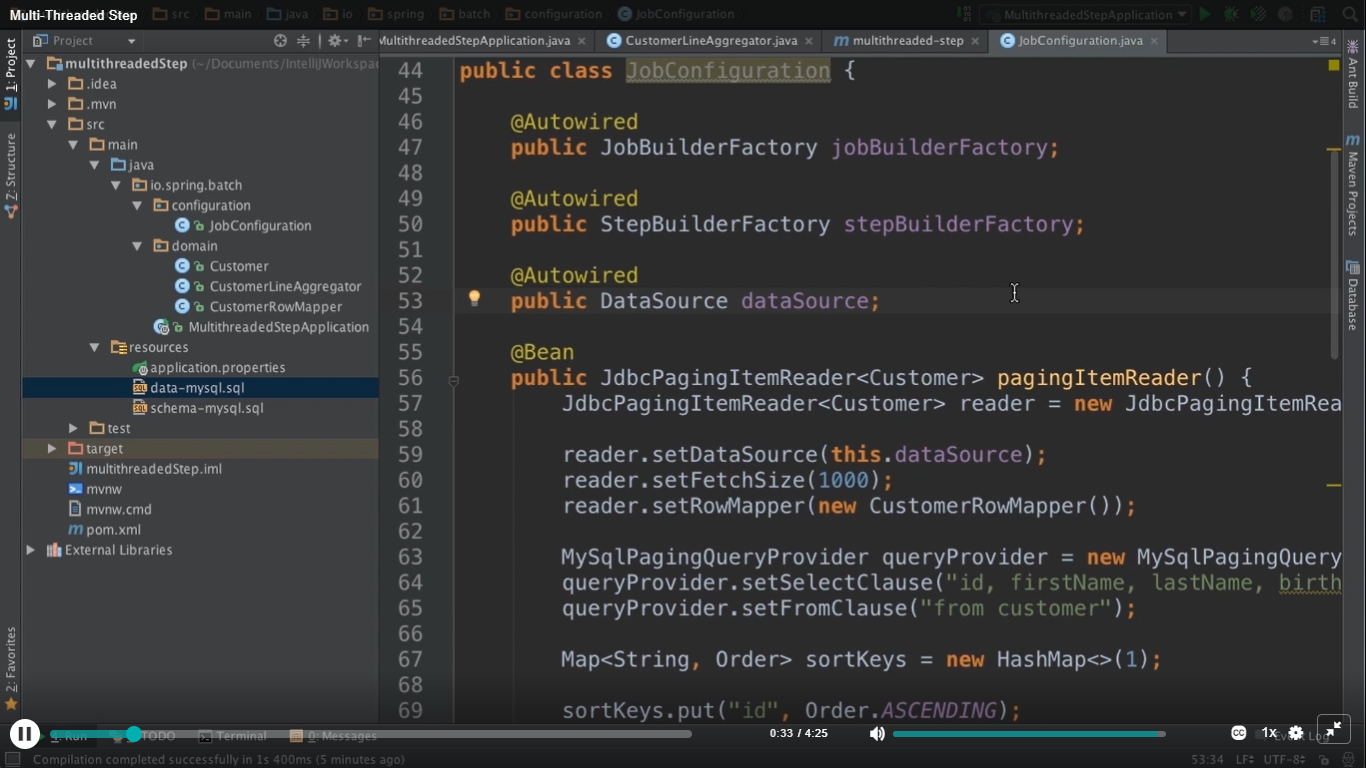 Multi-Threaded Step
src main java io spring batch configuration JobConfiguration
MultithreadedStepApplication
Project
MultithreadedStepApplication.java
CustomerLineAggregator.java
multithreaded-step
JobConfiguration.java
4
1: Project
Z: Structure
2: Favorites
multithreadedStep (~/Documents/IntelliJWorkspac
.idea
.mvn
src
main
java
io.spring.batch
configuration
JobConfiguration
domain
Customer
CustomerLineAggregator
CustomerRowMapper
MultithreadedStepApplication
resources
application.properties
data-mysql.sql
schema-mysql.sql
test
target
multithreadedStep.iml
mvnw
mvnw.cmd
pom.xml
External Libraries
44 public class JobConfiguration {
45
46 @Autowired
47 public JobBuilderFactory jobBuilderFactory;
48
49 @Autowired
50 public StepBuilderFactory stepBuilderFactory;
51
52 @Autowired
53 public DataSource dataSource;
54
55 @Bean
56 public JdbcPagingItemReader<Customer> pagingItemReader() {
57 JdbcPagingItemReader<Customer> reader = new JdbcPagingItemRea
58
59 reader.setDataSource(this.dataSource);
60 reader.setFetchSize(1000);
61 reader.setRowMapper(new CustomerRowMapper());
62
63 MySqlPagingQueryProvider queryProvider = new MySqlPagingQuery
64 queryProvider.setSelectClause("id, firstName, lastName, birth
65 queryProvider.setFromClause("from customer");
66
67 Map<String, Order> sortKeys = new HashMap<>(1);
68
69 sortKeys.put("id", Order.ASCENDING);
Ant Build
Maven Projects
Database
Run
TODO
Terminal
0: Messages
0:33 / 4:25
CC
1x
Event Log
Compilation completed successfully in 1s 400ms (5 minutes ago)
53:34 LF÷ UTF-8÷